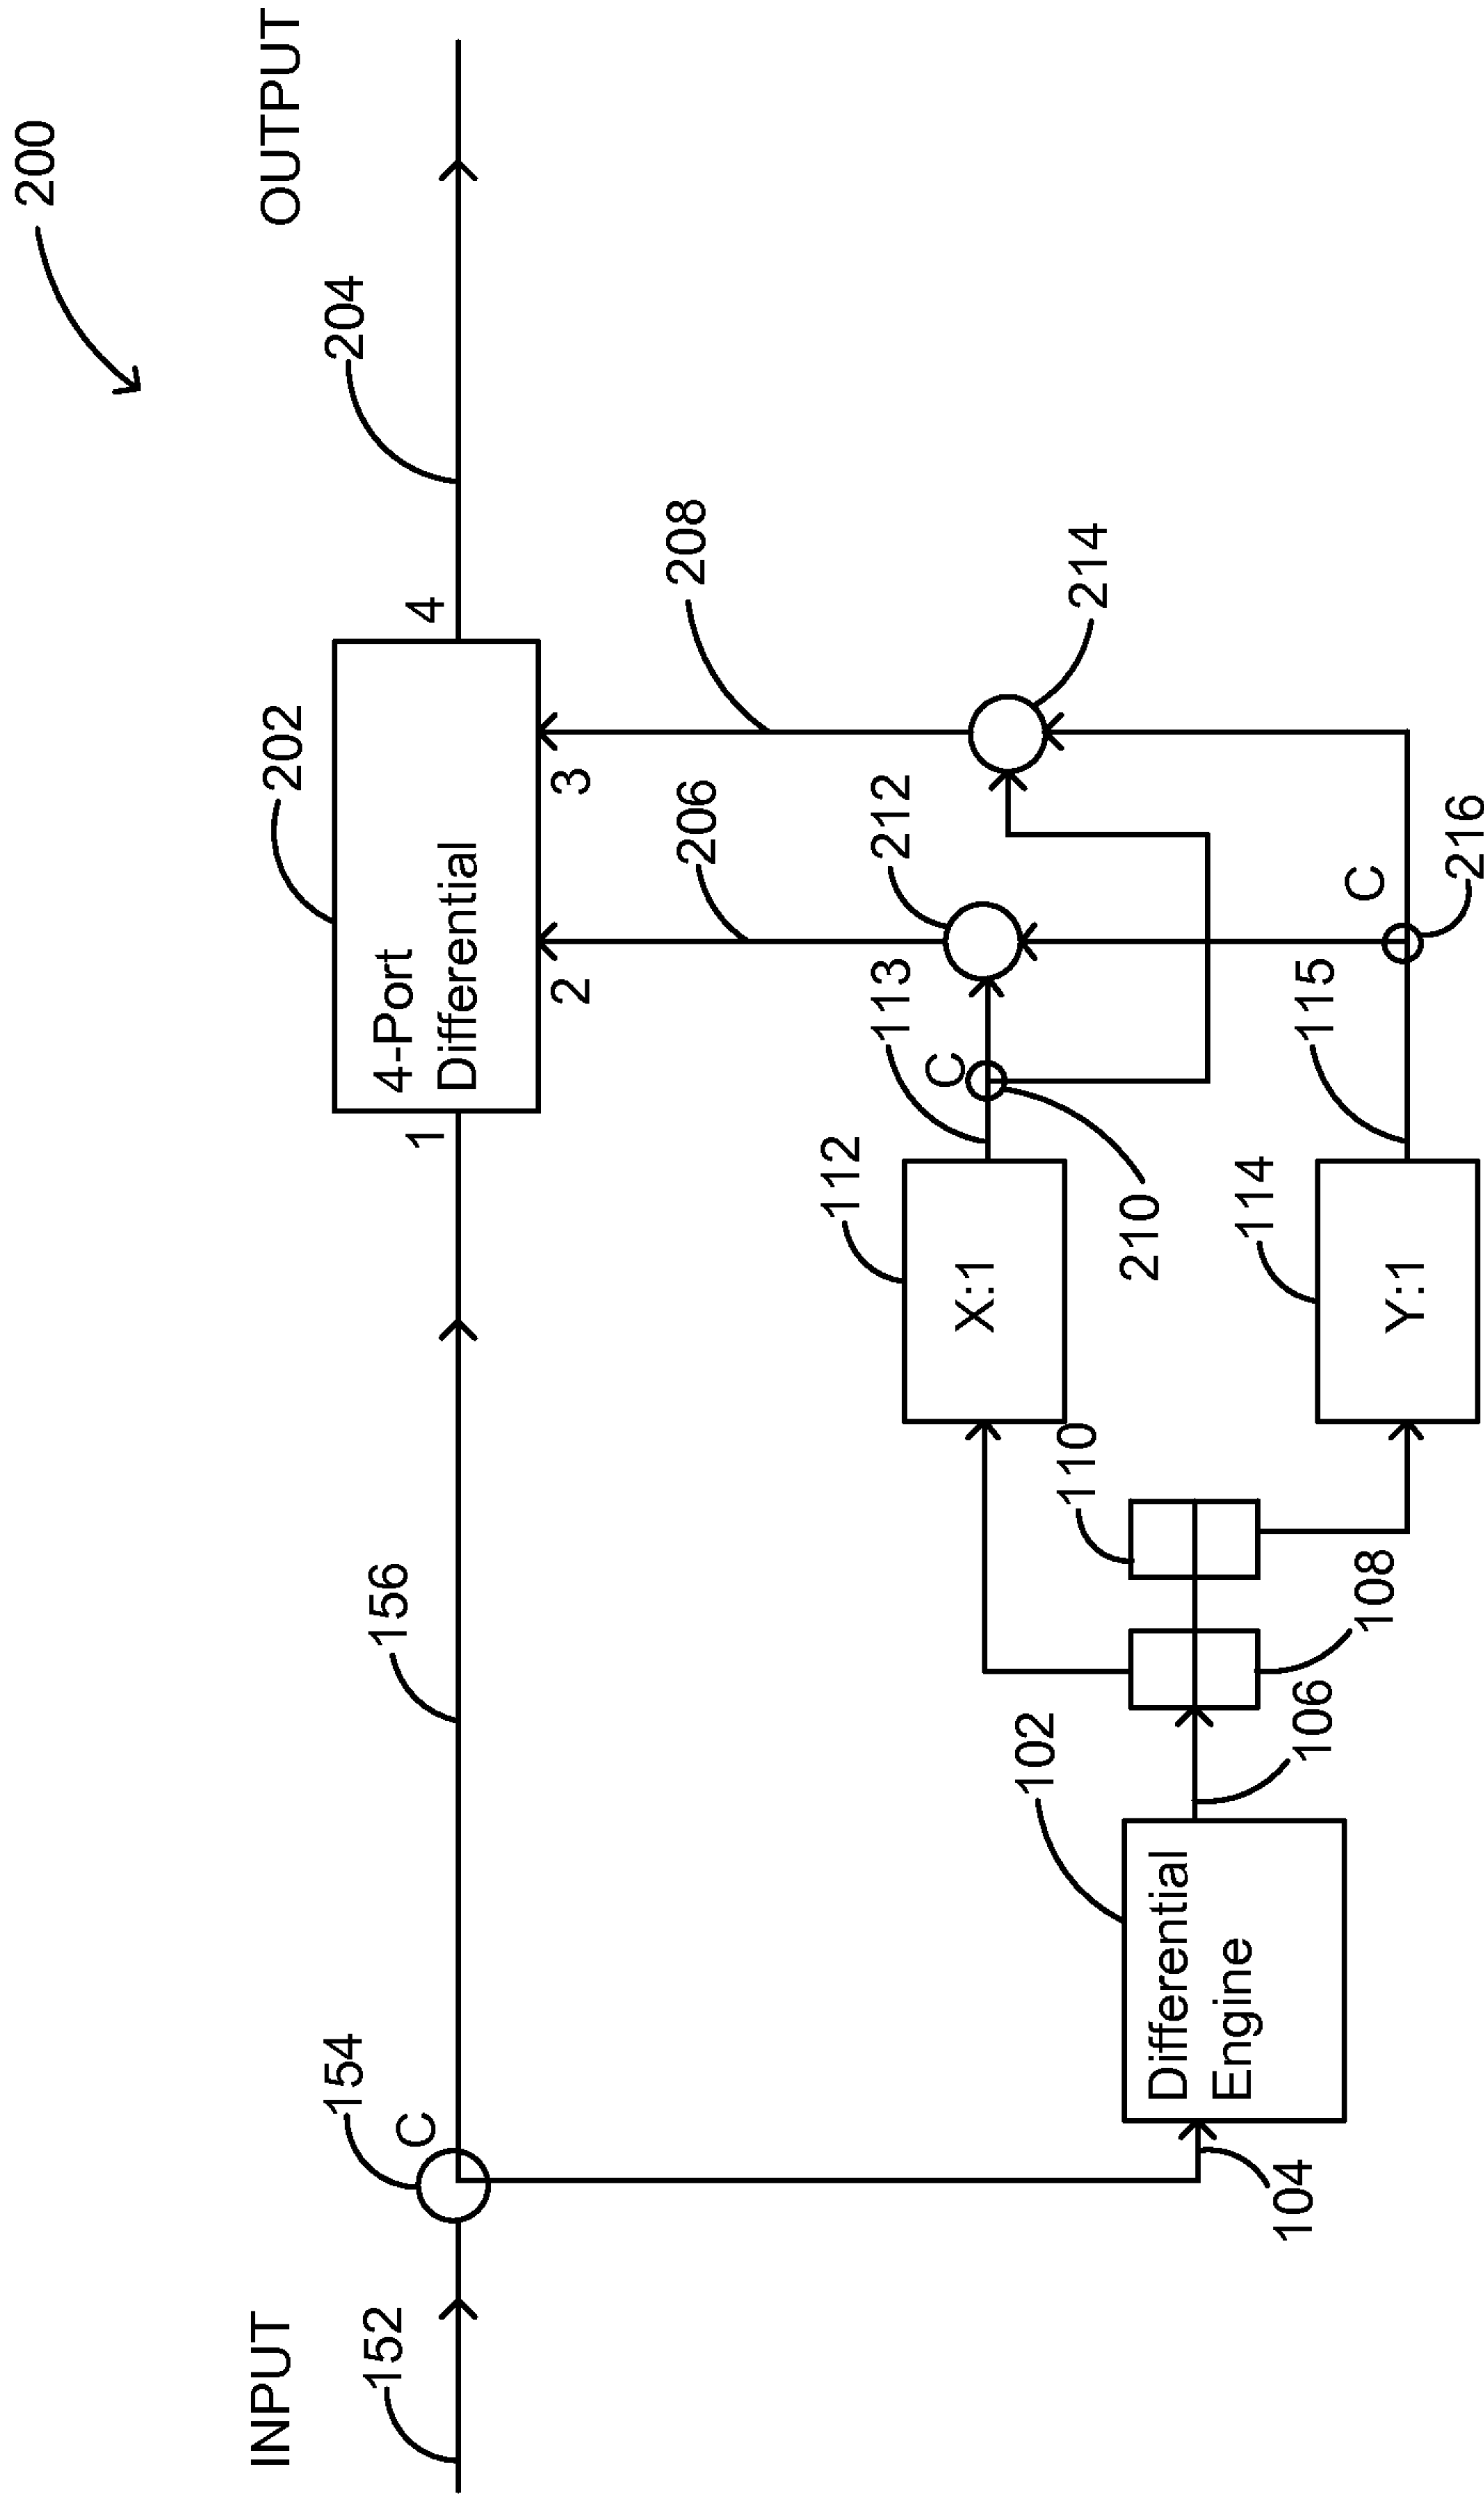 200
INPUT
OUTPUT
152
154
C
156
202
204
1
4-Port
Differential
4
2
3
206
208
212
214
113
C
112
X:1
210
115
C
216
114
Y:1
110
108
102
106
Differential
Engine
104